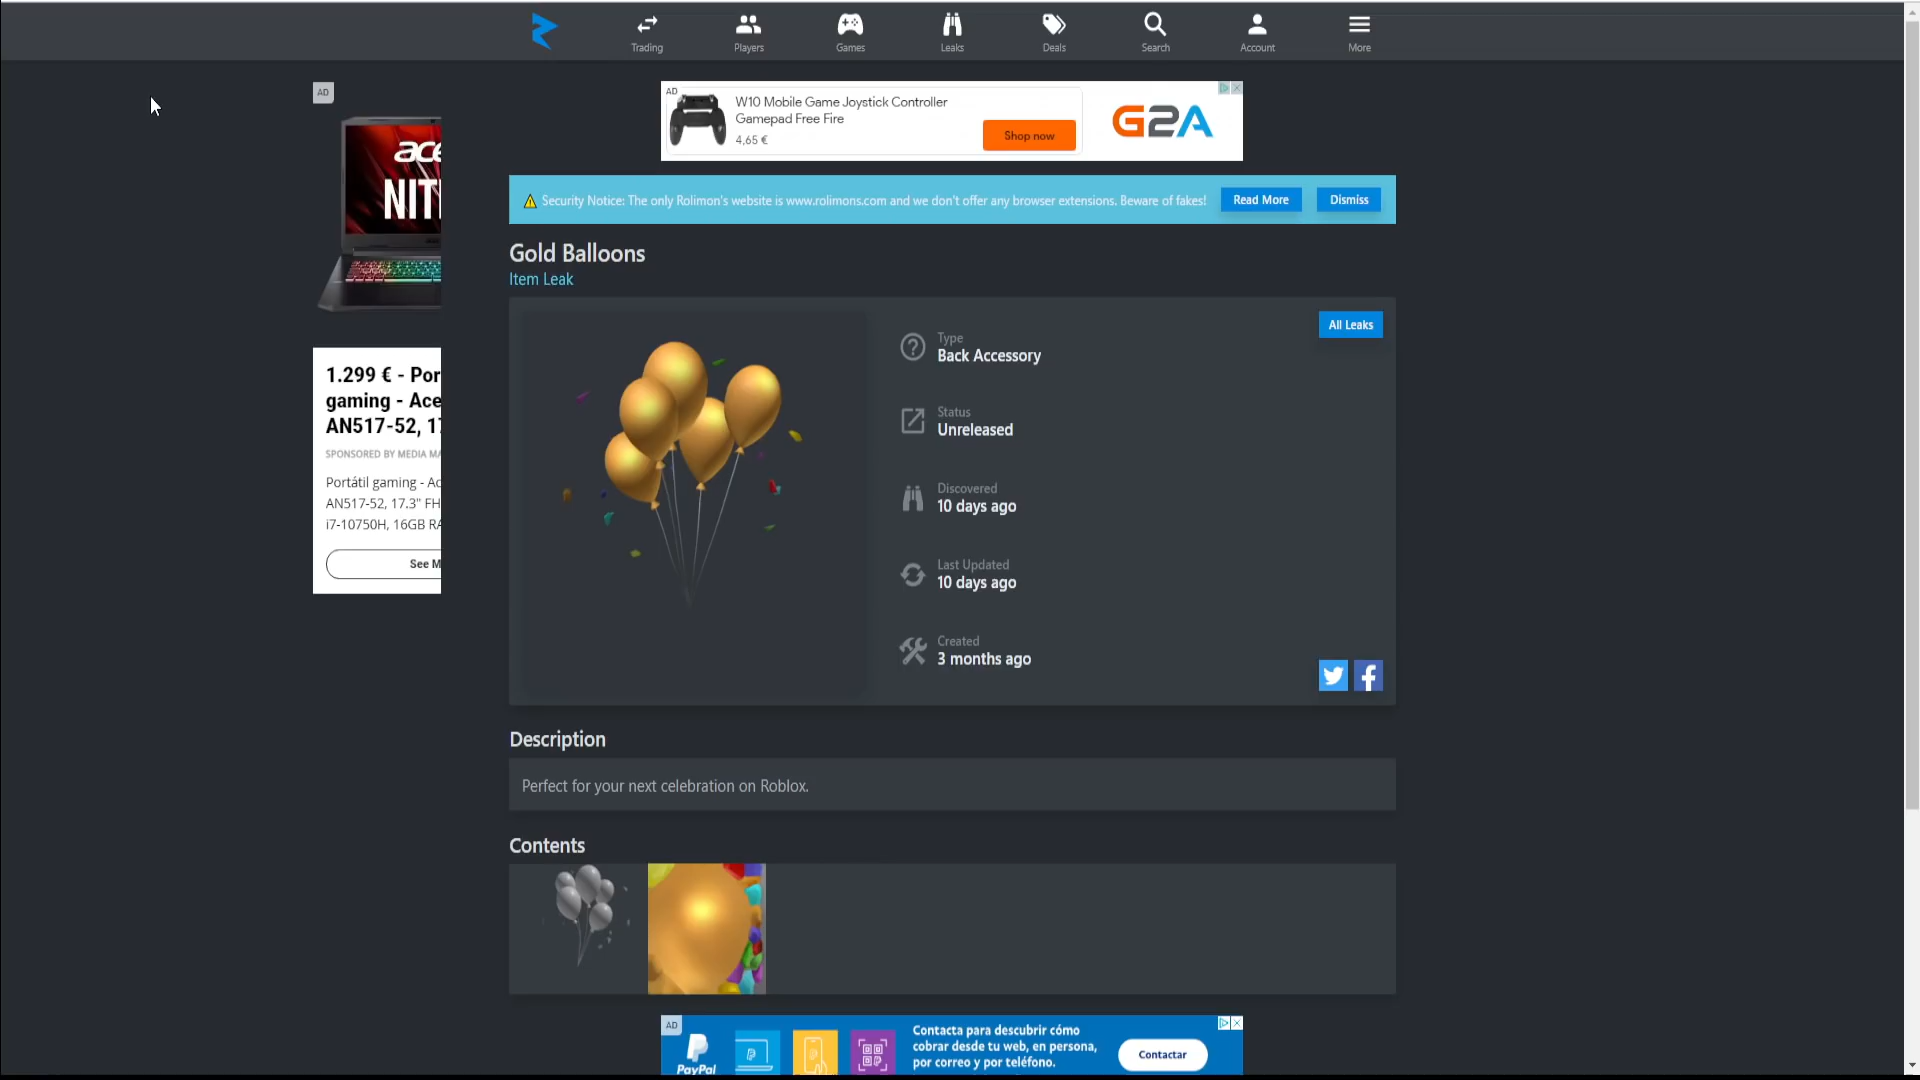 Trading
Players
Games
Leaks
Deals
Search
Account
More
AD
AD
W10 Mobile Game Joystick Controller
Gamepad Free Fire
4,65 €
Shop now
G2A
ace
NIT
Security Notice: The only Rolimon's website is www.rolimons.com and we don't offer any browser extensions. Beware of fakes!
Read More
Dismiss
Gold Balloons
Item Leak
All Leaks
Type
Back Accessory
Status
Unreleased
Discovered
10 days ago
Last Updated
10 days ago
Created
3 months ago
1.299 € - Por
gaming - Ace
AN517-52, 17
SPONSORED BY MEDIA MA
Portátil gaming - Ac
AN517-52, 17.3" FH
i7-10750H, 16GB RA
See M
Description
Perfect for your next celebration on Roblox.
Contents
AD
PayPal
Contacta para descubrir cómo
cobrar desde tu web, en persona,
por correo y por teléfono.
Contactar